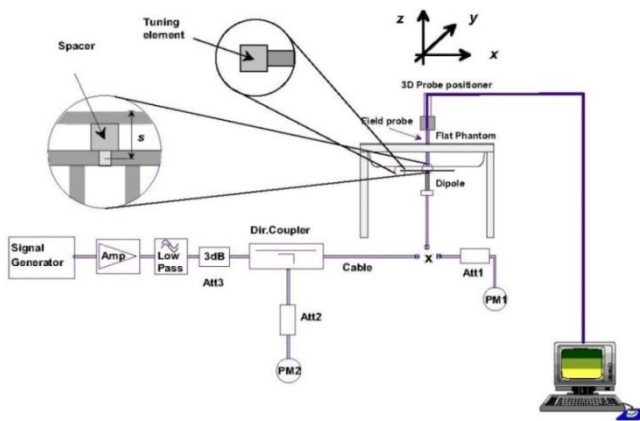 Tuning
element
Spacer
s
z
y
x
3D Probe positioner
Field probe
Flat Phantom
Dipole
Signal
Generator
Amp
Low
Pass
3dB
Att3
Dir.Coupler
Cable
x
Att1
PM1
Att2
PM2